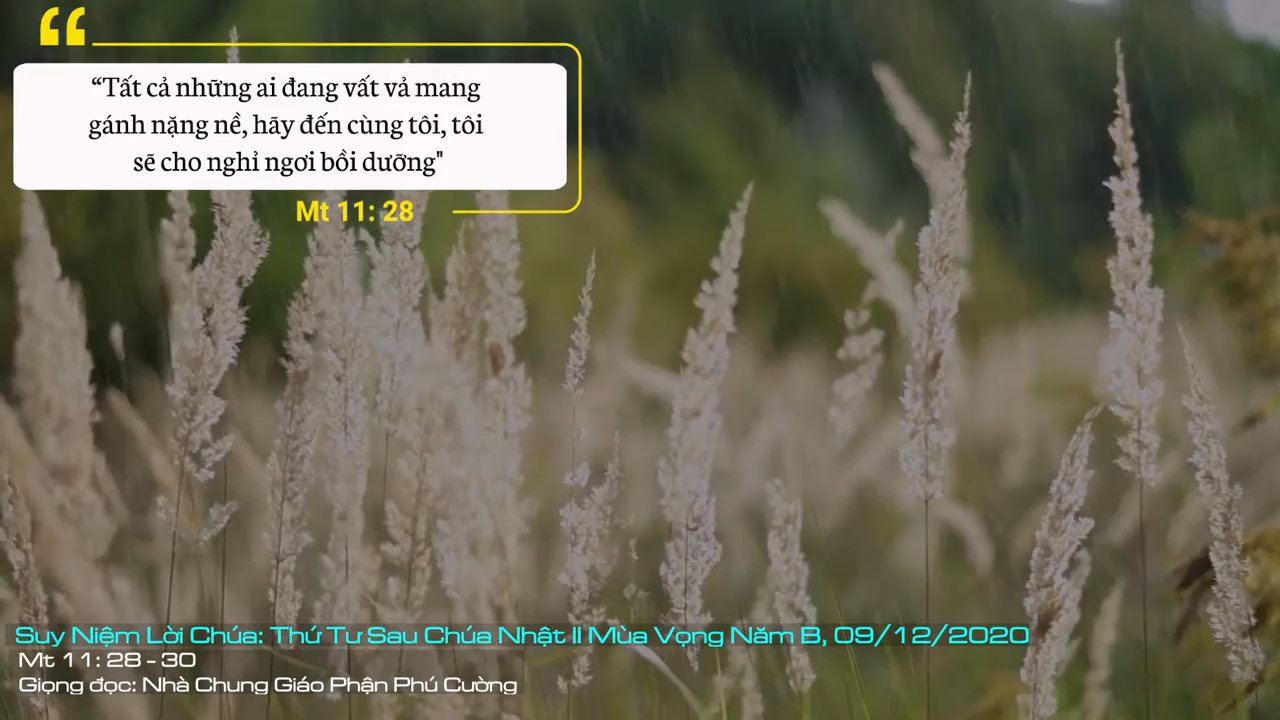 “Tất cả những ai đang vất vả mang
gánh nặng nề, hãy đến cùng tôi, tôi
sẽ cho nghỉ ngơi bồi dưỡng"
Mt 11: 28
Suy Niệm Lời Chúa: Thứ Tư Sau Chúa Nhật II Mùa Vọng Năm B, 09/12/2020
Mt 11: 28 - 30
Giọng đọc: Nhà Chung Giáo Phận Phú Cường